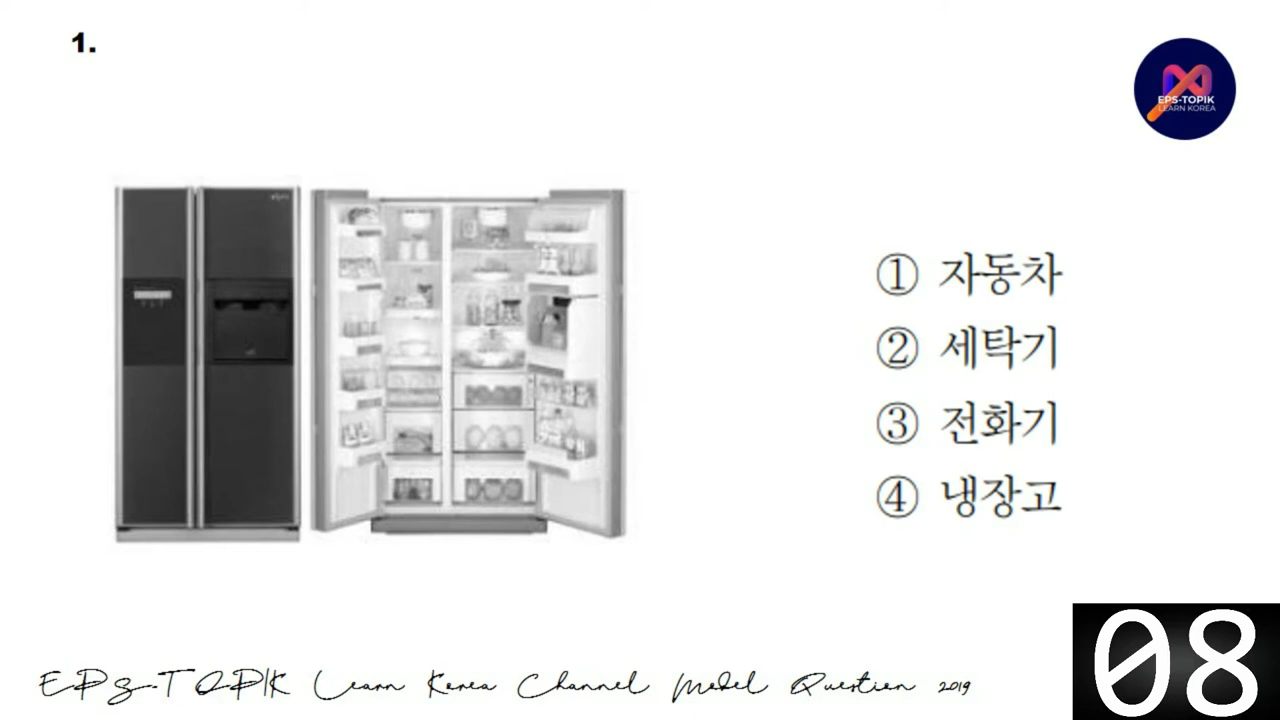 1.
EPS-TOPIK
LEARN KOREA
① 자동차
② 세탁기
③ 전화기
④ 냉장고
EPS-TOPIK Learn Korea Channel Model Question 2019
08